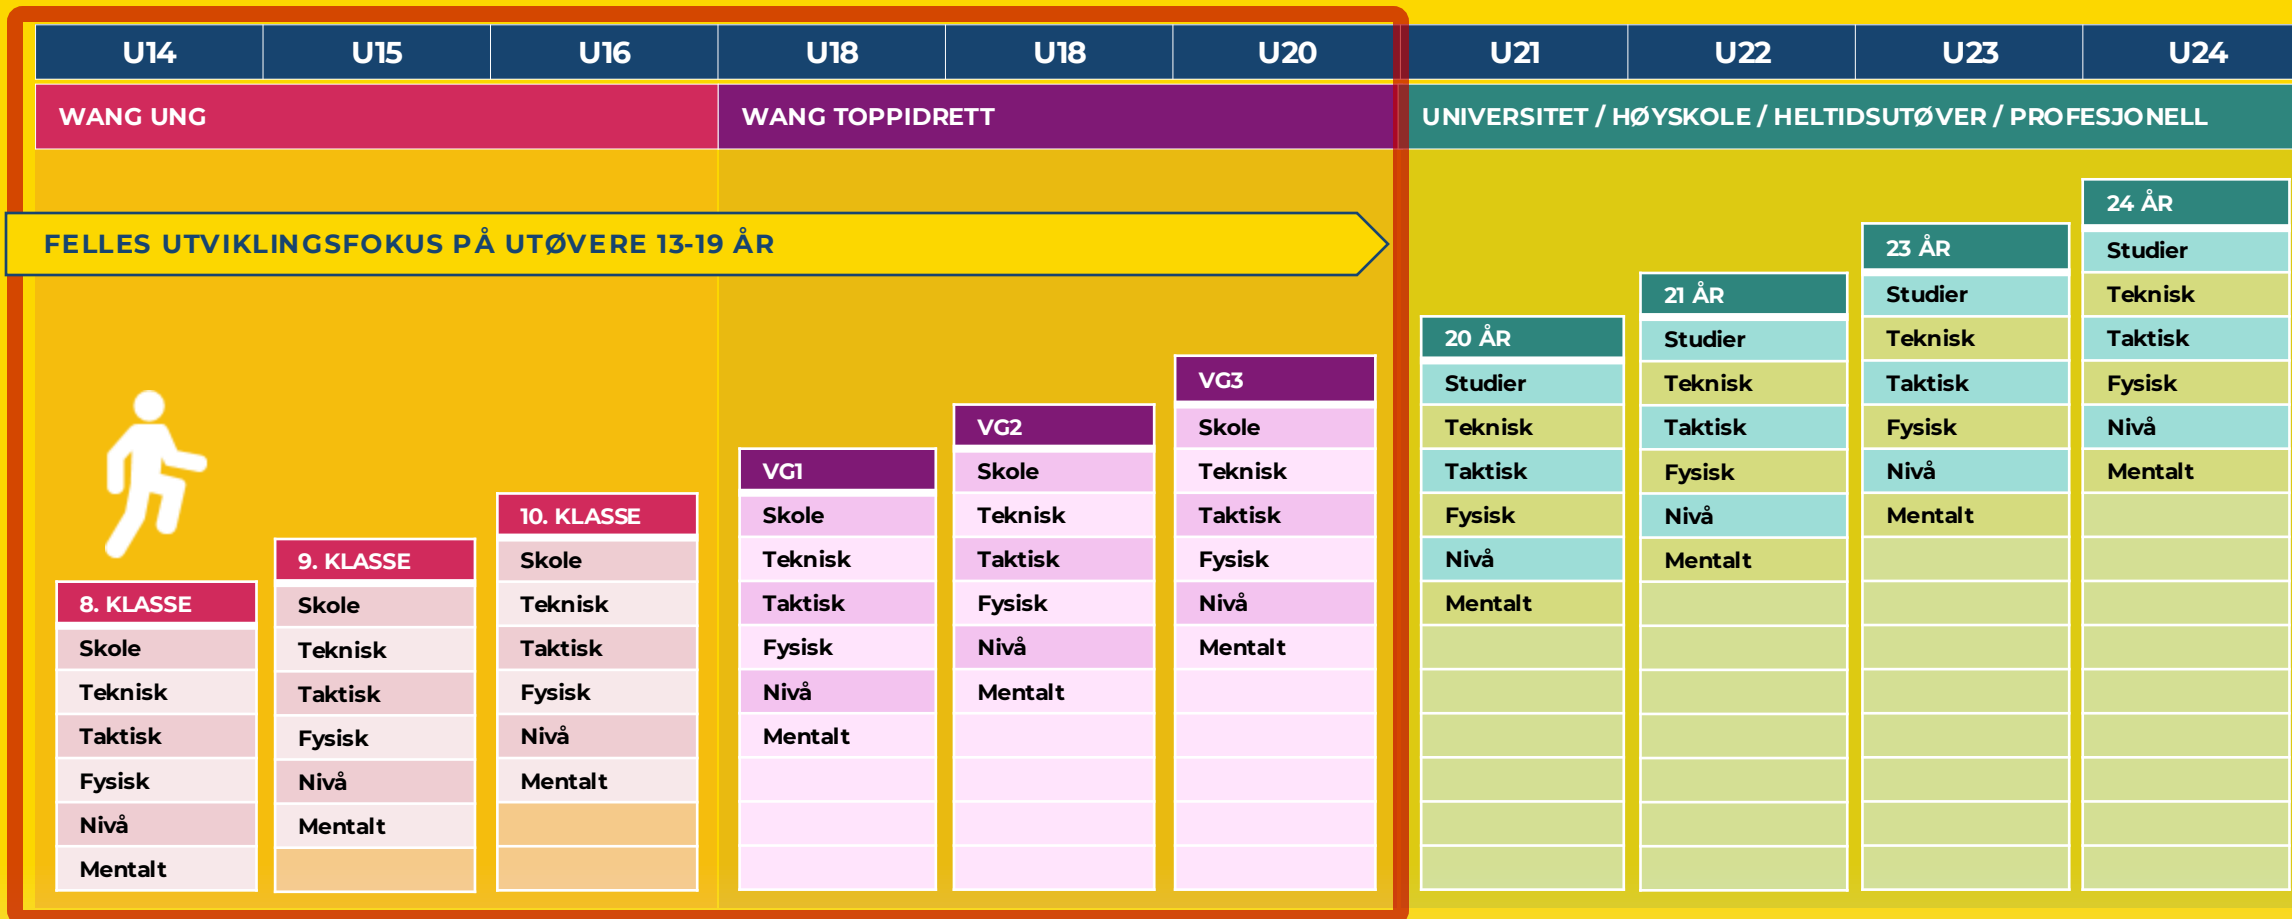 U14
U15
U16
U18
U18
U20
U21
U22
U23
U24
WANG UNG
WANG TOPPIDRETT
UNIVERSITET / HØYSKOLE / HELTIDSUTØVER / PROFESJONELL
FELLES UTVIKLINGSFOKUS PÅ UTØVERE 13-19 ÅR
8. KLASSE
Skole
Teknisk
Taktisk
Fysisk
Nivå
Mentalt
9. KLASSE
Skole
Teknisk
Taktisk
Fysisk
Nivå
Mentalt
10. KLASSE
Skole
Teknisk
Taktisk
Fysisk
Nivå
Mentalt
VG1
Skole
Teknisk
Taktisk
Fysisk
Nivå
Mentalt
VG2
Skole
Teknisk
Taktisk
Fysisk
Nivå
Mentalt
VG3
Skole
Teknisk
Taktisk
Fysisk
Nivå
Mentalt
20 ÅR
Studier
Teknisk
Taktisk
Fysisk
Nivå
Mentalt
21 ÅR
Studier
Teknisk
Taktisk
Fysisk
Nivå
Mentalt
23 ÅR
Studier
Teknisk
Taktisk
Fysisk
Nivå
Mentalt
24 ÅR
Studier
Teknisk
Taktisk
Fysisk
Nivå
Mentalt